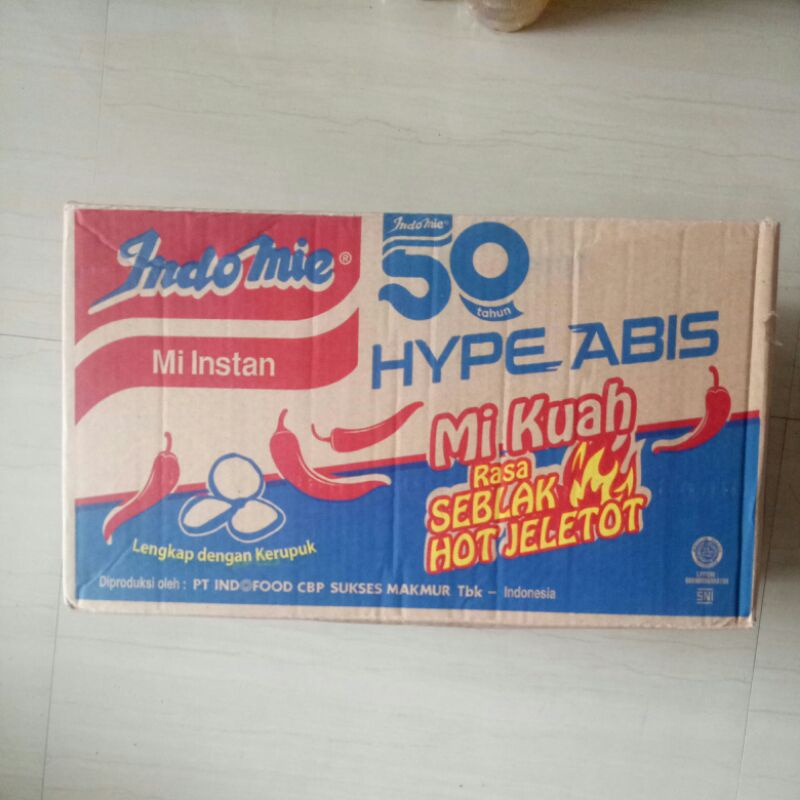 Indomie®
Mi Instan
Indomie
50
tahun
HYPE ABIS
Mi Kuah
Rasa
SEBLAK
HOT JELETOT
Lengkap dengan Kerupuk
Diproduksi oleh : PT INDOFOOD CBP SUKSES MAKMUR Tbk – Indonesia
SNI